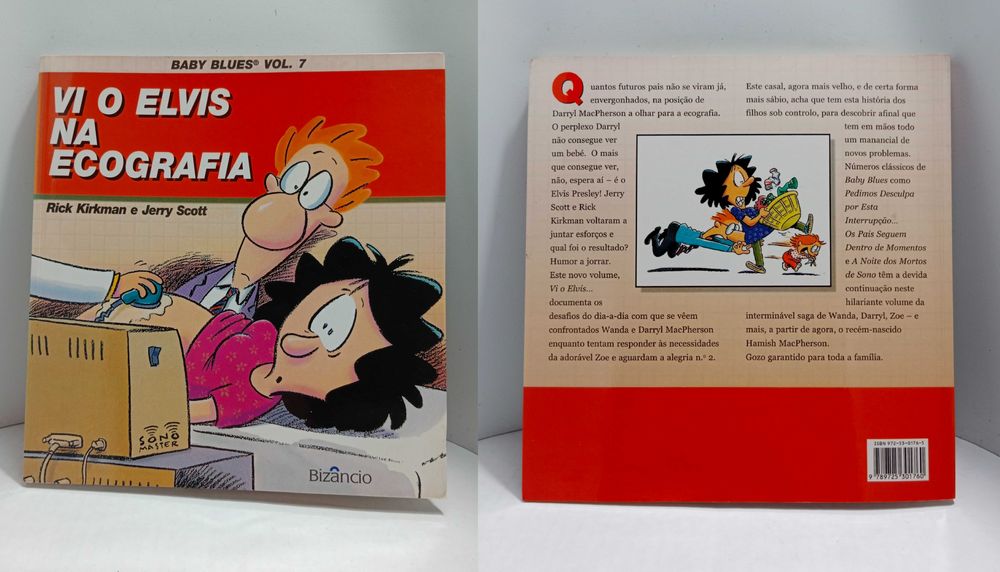 BABY BLUES® VOL. 7
VI O ELVIS
NA
ECOGRAFIA
Rick Kirkman e Jerry Scott
SONO
MASTER
Bizâncio
Quantos futuros pais não se viram já,
envergonhados, na posição de
Darryl MacPherson a olhar para a ecografia.
O perplexo Darryl
não consegue ver
um bebé. O mais
que consegue ver,
não, espera aí – é o
Elvis Presley! Jerry
Scott e Rick
Kirkman voltaram a
juntar esforços e
qual foi o resultado?
Humor a jorrar.
Este novo volume,
Vi o Elvis...
documenta os
desafios do dia-a-dia com que se vêem
confrontados Wanda e Darryl MacPherson
enquanto tentam responder às necessidades
da adorável Zoe e aguardam a alegria n.º 2.
Este casal, agora mais velho, e de certa forma
mais sábio, acha que tem esta história dos
filhos sob controlo, para descobrir afinal que
tem em mãos todo
um manancial de
novos problemas.
Números clássicos de
Baby Blues como
Pedimos Desculpa
por Esta
Interrupção...
Os Pais Seguem
Dentro de Momentos
e A Noite dos Mortos
de Sono têm a devida
continuação neste
hilariante volume da
interminável saga de Wanda, Darryl, Zoe – e
mais, a partir de agora, o recém-nascido
Hamish MacPherson.
Gozo garantido para toda a família.
ISBN 972-53-0176-5
9 789725 301760